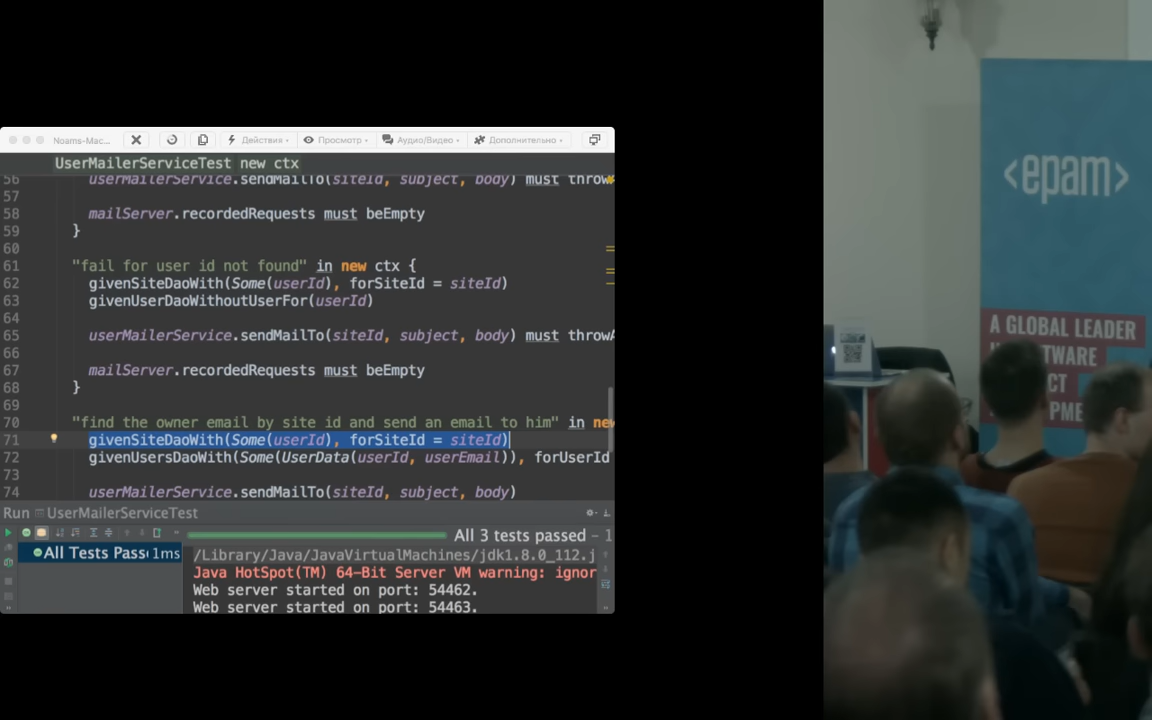 Noams-Mac...
Действия
Просмотр
Аудио/Видео
Дополнительно
UserMailerServiceTest new ctx
56 userMailerService.sendMailTo(siteId, subject, body) must throw
57
58 mailServer.recordedRequests must beEmpty
59 }
60
61 "fail for user id not found" in new ctx {
62 givenSiteDaoWith(Some(userId), forSiteId = siteId)
63 givenUserDaoWithoutUserFor(userId)
64
65 userMailerService.sendMailTo(siteId, subject, body) must throwA
66
67 mailServer.recordedRequests must beEmpty
68 }
69
70 "find the owner email by site id and send an email to him" in new
71 givenSiteDaoWith(Some(userId), forSiteId = siteId)
72 givenUsersDaoWith(Some(UserData(userId, userEmail)), forUserId
73
74 userMailerService.sendMailTo(siteId, subject, body)
Run UserMailerServiceTest
All 3 tests passed – 1
All Tests Pass 1ms
/Library/Java/JavaVirtualMachines/jdk1.8.0_112.j
Java HotSpot(TM) 64-Bit Server VM warning: ignor
Web server started on port: 54462.
Web server started on port: 54463.
<epam>
A GLOBAL LEADER